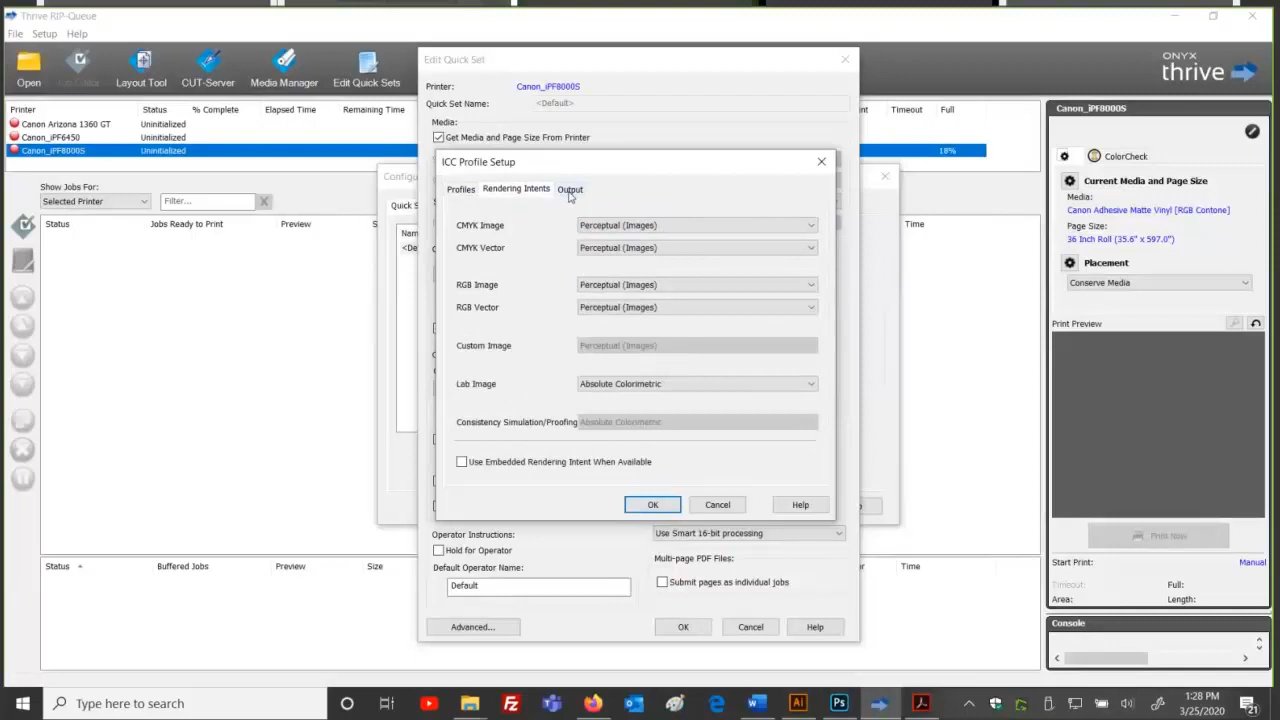 Thrive RIP-Queue
File Setup Help
Open
Layout Tool
CUT-Server
Media Manager
Edit Quick Sets
ONYX
thrive
Printer Status % Complete Elapsed Time Remaining Time Timeout Full
Canon Arizona 1360 GT Uninitialized
Canon_iPF6450 Uninitialized
Canon_iPF8000S Uninitialized 18%
Show Jobs For:
Selected Printer
Filter...
Status Jobs Ready to Print Preview Time
Edit Quick Set
Printer: Canon_iPF8000S
Quick Set Name: <Default>
Media:
Get Media and Page Size From Printer
ICC Profile Setup
Profiles Rendering Intents Output
CMYK Image Perceptual (Images)
CMYK Vector Perceptual (Images)
RGB Image Perceptual (Images)
RGB Vector Perceptual (Images)
Custom Image Perceptual (Images)
Lab Image Absolute Colorimetric
Consistency Simulation/Proofing Absolute Colorimetric
Use Embedded Rendering Intent When Available
OK Cancel Help
Operator Instructions:
Hold for Operator
Default Operator Name:
Default
Use Smart 16-bit processing
Multi-page PDF Files:
Submit pages as individual jobs
Advanced... OK Cancel Help
Status Buffered Jobs Preview Size Time
Canon_iPF8000S
ColorCheck
Current Media and Page Size
Media:
Canon Adhesive Matte Vinyl [RGB Contone]
Page Size:
36 Inch Roll (35.6" x 597.0")
Placement
Conserve Media
Print Preview
Print Now
Start Print: Manual
Timeout: Full:
Area: Length:
Console
Type here to search
1:28 PM
3/25/2020
21